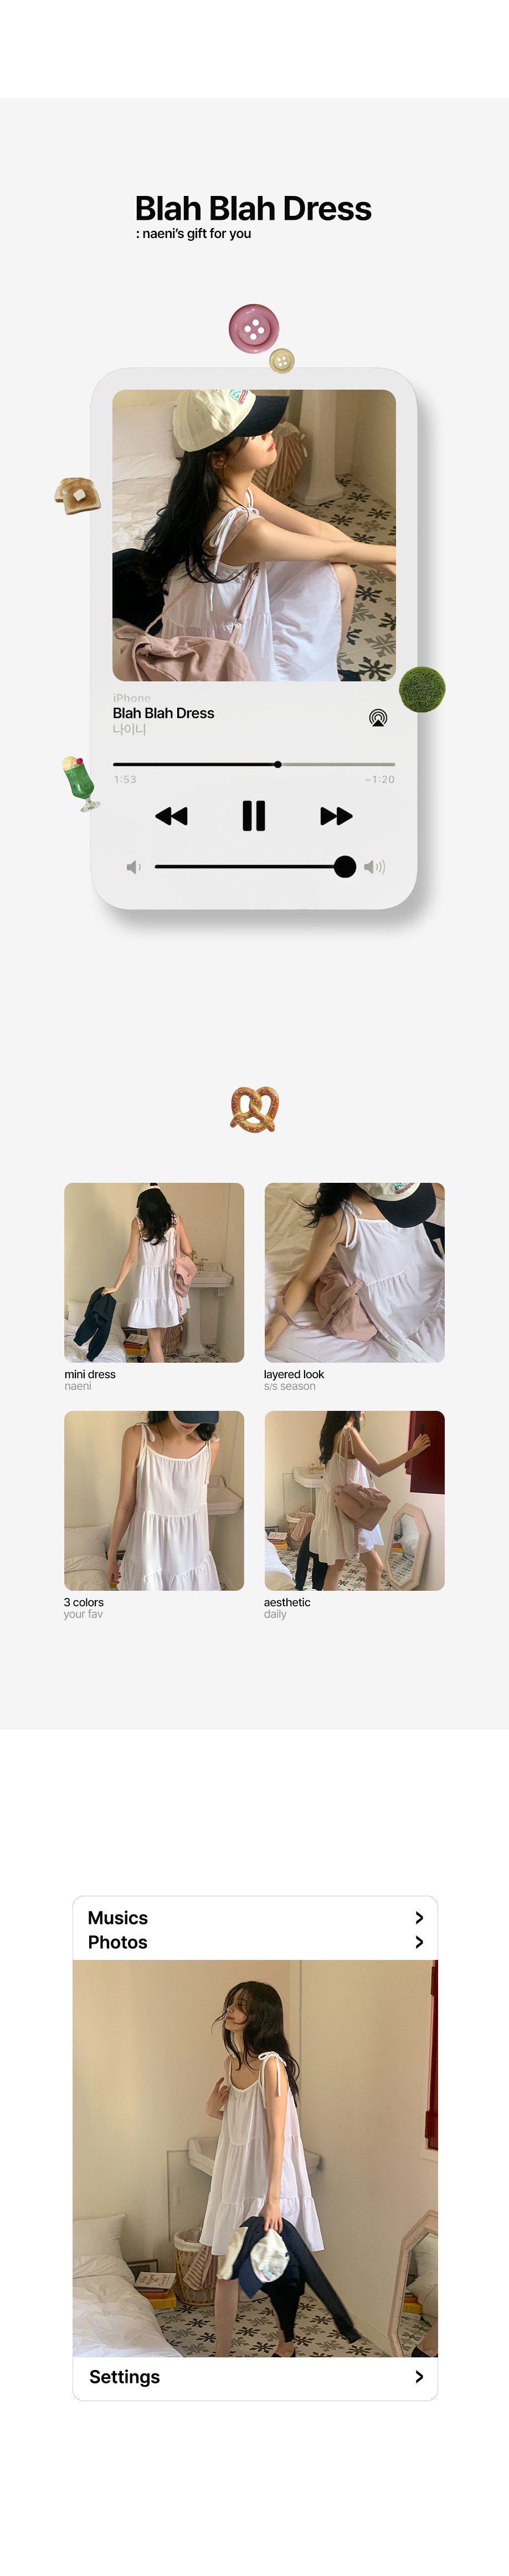 Blah Blah Dress
: naeni's gift for you
iPhone
Blah Blah Dress
나이니
1:53
-1:20
mini dress
naeni
layered look
s/s season
3 colors
your fav
aesthetic
daily
Musics
Photos
Settings